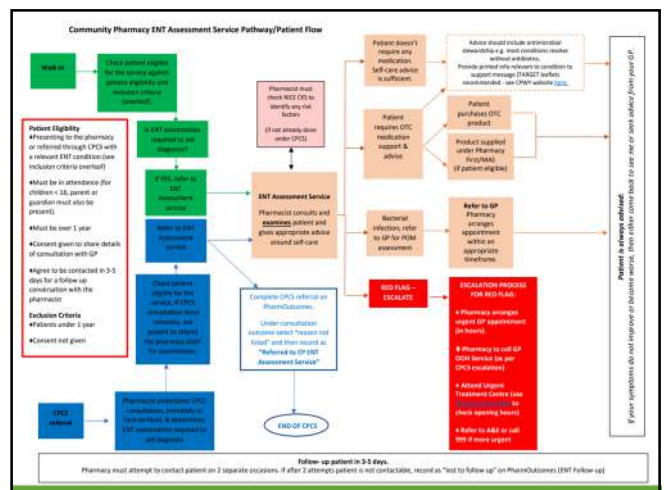 Community Pharmacy ENT Assessment Service Pathway/Patient Flow
Walk-in
Check patient eligible
for the service against
patient eligibility and
inclusion criteria
(overleaf).
Is ENT examination
required to aid
diagnosis?
If YES, refer to ENT
Assessment
service
Refer to ENT
Assessment
service
Check patient
eligible for the
service. If CPCS
consultation done
remotely, ask patient
to attend
the pharmacy ASAP
for examination
Pharmacist undertakes CPCS
consultation, (remotely or
face-to-face), & determines
ENT examination required to
aid diagnosis
CPCS
referral
Patient Eligibility
♦Presenting to the pharmacy
or referred through CPCS with
a relevant ENT condition (see
inclusion criteria overleaf)
♦Must be in attendance (for
children < 16, parent or
guardian must also be
present).
♦Must be over 1 year
♦Consent given to share details
of consultation with GP
♦Agree to be contacted in 3-5
days for a follow up
conversation with the
pharmacist
Exclusion Criteria
♦Patients under 1 year
♦Consent not given
Pharmacist must
check NICE CKS to
identify any risk
factors
(if not already done
under CPCS)
ENT Assessment Service
Pharmacist consults and
examines patient and
gives appropriate advice
around self-care
Complete CPCS referral on
PharmOutcomes.
Under consultation
outcome select "reason not
listed" and then record as
"Referred to CP ENT
Assessment Service"
END OF CPCS
Patient doesn't
require any
medication.
Self-care advice
is sufficient.
Advice should include antimicrobial
stewardship e.g. most conditions resolve
without antibiotics.
Provide printed info relevant to condition to
support message (TARGET leaflets
recommended - see CPWY website here.
Patient
requires OTC
medication
support &
advice
Patient
purchases OTC
product
Product supplied
under Pharmacy
First/MAS
(if patient eligible)
Bacterial
infection; refer
to GP for POM
assessment
Refer to GP
Pharmacy
arranges
appointment
within an
appropriate
timeframe.
RED FLAG –
ESCALATE
ESCALATION PROCESS
FOR RED FLAG:
♦ Pharmacy arranges
urgent GP appointment
(in hours).
♦ Pharmacy to call GP
OOH Service (as per
CPCS escalation)
♦ Attend Urgent
Treatment Centre (use
to
check opening hours)
♦ Refer to A&E or call
999 if more urgent
Patient is always advised:
If your symptoms do not improve or become worse, then either come back to see me or seek advice from your GP.
Follow- up patient in 3-5 days.
Pharmacy must attempt to contact patient on 2 separate occasions. If after 2 attempts patient is not contactable, record as "lost to follow up" on PharmOutcomes (ENT Follow-up)